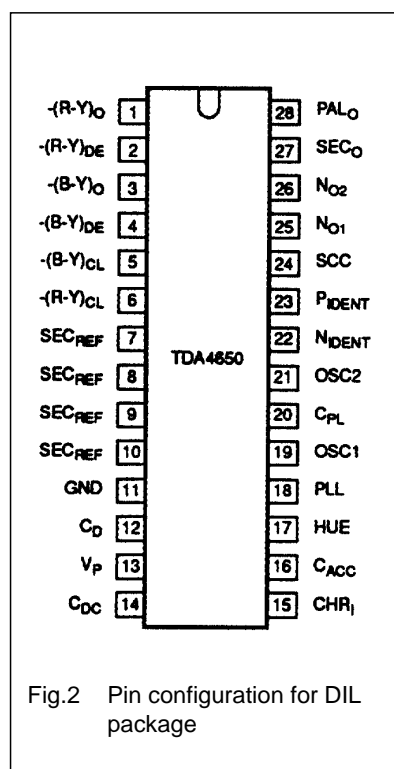 -(R-Y)O 1 28 PALO
-(R-Y)DE 2 27 SECO
-(B-Y)O 3 26 NO2
-(B-Y)DE 4 25 NO1
-(B-Y)CL 5 24 SCC
-(R-Y)CL 6 23 PIDENT
SECREF 7 22 NIDENT
TDA4650
SECREF 8 21 OSC2
SECREF 9 20 CPL
SECREF 10 19 OSC1
GND 11 18 PLL
CD 12 17 HUE
VP 13 16 CACC
CDC 14 15 CHRI
Fig.2 Pin configuration for DIL
package